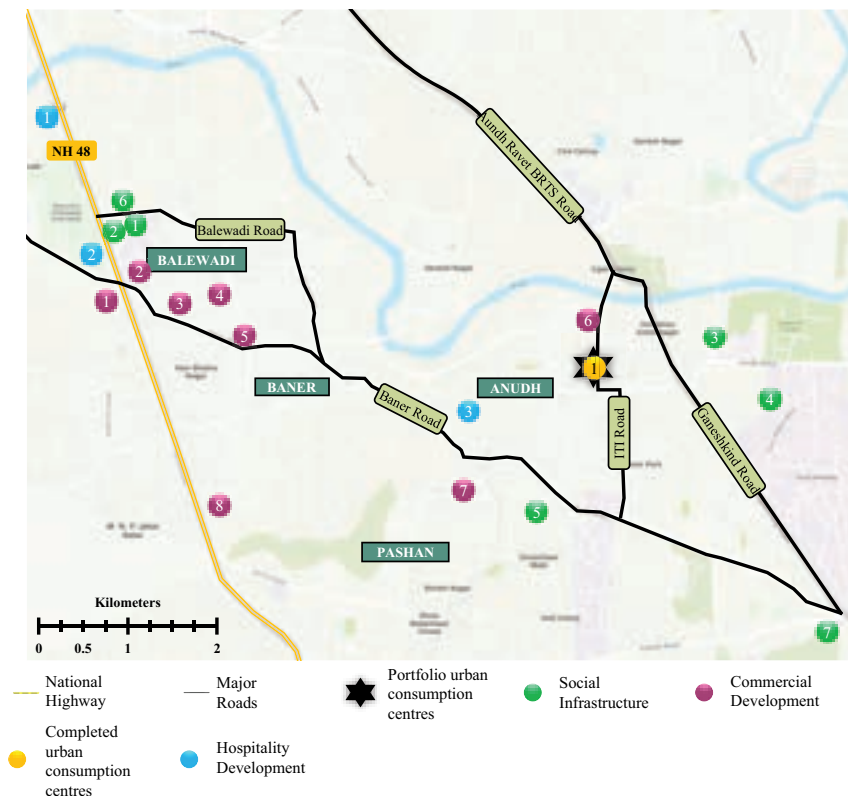 Aundh Ravet BRTS Road
1
NH 48
6
2
1
Balewadi Road
2
BALEWADI
2
1
3
4
5
6
3
1
BANER
ANUDH
4
3
Baner Road
ITI Road
Ganeshkind Road
7
8
5
PASHAN
7
Kilometers
0 0.5 1 2
National
Highway
Major
Roads
Portfolio urban
consumption
centres
Social
Infrastructure
Commercial
Development
Completed
urban
consumption
centres
Hospitality
Development